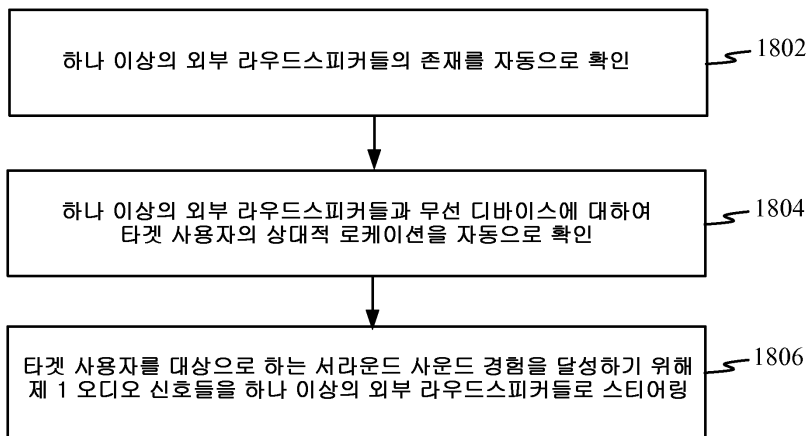 하나 이상의 외부 라우드스피커들의 존재를 자동으로 확인
1802
하나 이상의 외부 라우드스피커들과 무선 디바이스에 대하여
타겟 사용자의 상대적 로케이션을 자동으로 확인
1804
타겟 사용자를 대상으로 하는 서라운드 사운드 경험을 달성하기 위해
제 1 오디오 신호들을 하나 이상의 외부 라우드스피커들로 스티어링
1806